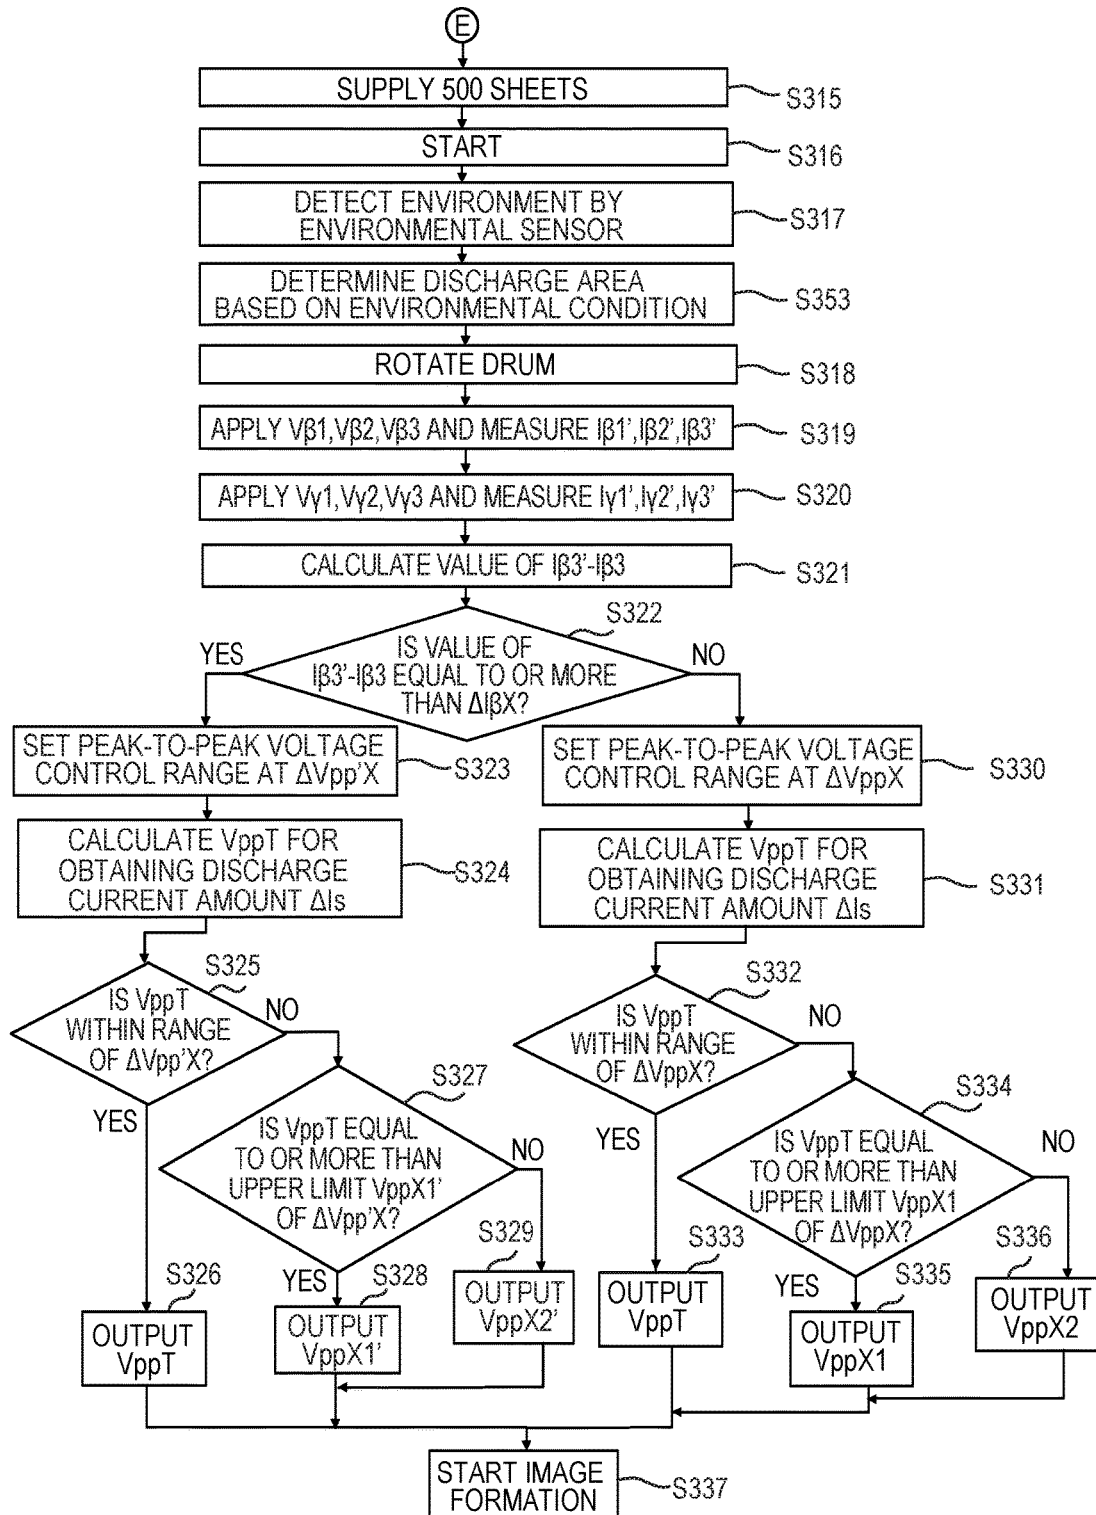 E
SUPPLY 500 SHEETS
S315
START
S316
DETECT ENVIRONMENT BY
ENVIRONMENTAL SENSOR
S317
DETERMINE DISCHARGE AREA
BASED ON ENVIRONMENTAL CONDITION
S353
ROTATE DRUM
S318
APPLY Vβ1,Vβ2,Vβ3 AND MEASURE Iβ1',Iβ2',Iβ3'
S319
APPLY Vγ1,Vγ2,Vγ3 AND MEASURE Iγ1',Iγ2',Iγ3'
S320
CALCULATE VALUE OF Iβ3'-Iβ3
S321
S322
IS VALUE OF
Iβ3'-Iβ3 EQUAL TO OR MORE
THAN ΔIβX?
YES
NO
SET PEAK-TO-PEAK VOLTAGE
CONTROL RANGE AT ΔVpp'X
S323
SET PEAK-TO-PEAK VOLTAGE
CONTROL RANGE AT ΔVppX
S330
CALCULATE VppT FOR
OBTAINING DISCHARGE
CURRENT AMOUNT ΔIs
S324
CALCULATE VppT FOR
OBTAINING DISCHARGE
CURRENT AMOUNT ΔIs
S331
S325
IS VppT
WITHIN RANGE
OF ΔVpp'X?
NO
YES
S332
IS VppT
WITHIN RANGE
OF ΔVppX?
NO
YES
S327
IS VppT EQUAL
TO OR MORE THAN
UPPER LIMIT VppX1'
OF ΔVpp'X?
NO
YES
S334
IS VppT EQUAL
TO OR MORE THAN
UPPER LIMIT VppX1
OF ΔVppX?
NO
YES
S326
OUTPUT
VppT
S328
OUTPUT
VppX1'
S329
OUTPUT
VppX2'
S333
OUTPUT
VppT
S335
OUTPUT
VppX1
S336
OUTPUT
VppX2
START IMAGE
FORMATION
S337